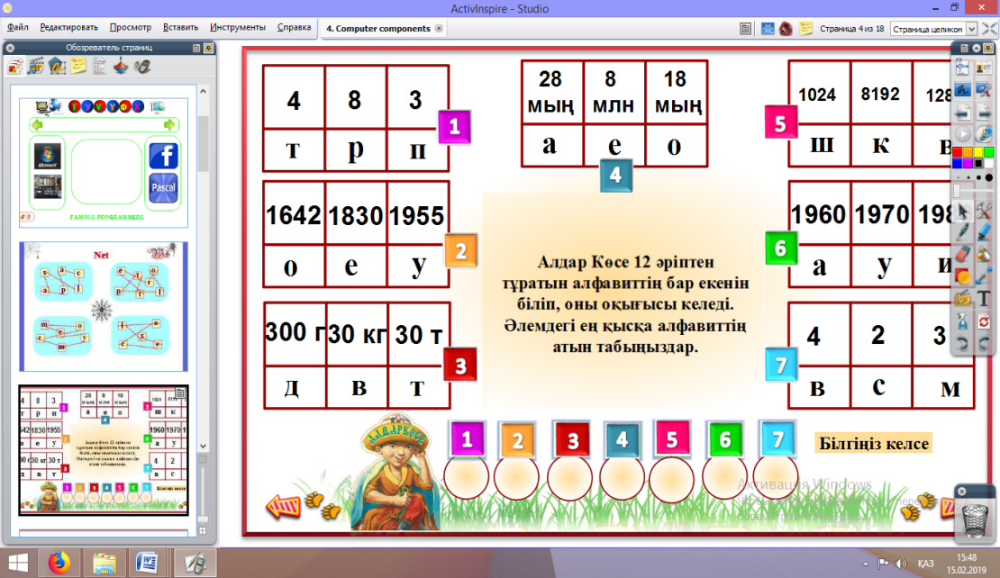 ActivInspire - Studio
Файл Редактировать Просмотр Вставить Инструменты Справка
4. Computer components
Страница 4 из 18
Страница целиком
Обозреватель страниц
Microsoft
Pascal
FAMOUS PROGRAMMERS
Net
4 8 3
т р п
1
28 мың 8 млн 18 мың
а е о
4
1024 8192 128
ш к в
5
1642 1830 1955
о е у
2
1960 1970 198
а у и
6
300 г 30 кг 30 т
д в т
3
4 2 3
в с м
7
Алдар Көсе 12 әріптен
тұратын алфавиттің бар екенін
біліп, оны оқығысы келеді.
Әлемдегі ең қысқа алфавиттің
атын табыңыздар.
АЛДАРКӨСЕ
1 2 3 4 5 6 7
Білгіңіз келсе
Активация Windows
ҚАЗ
15:48
15.02.2019